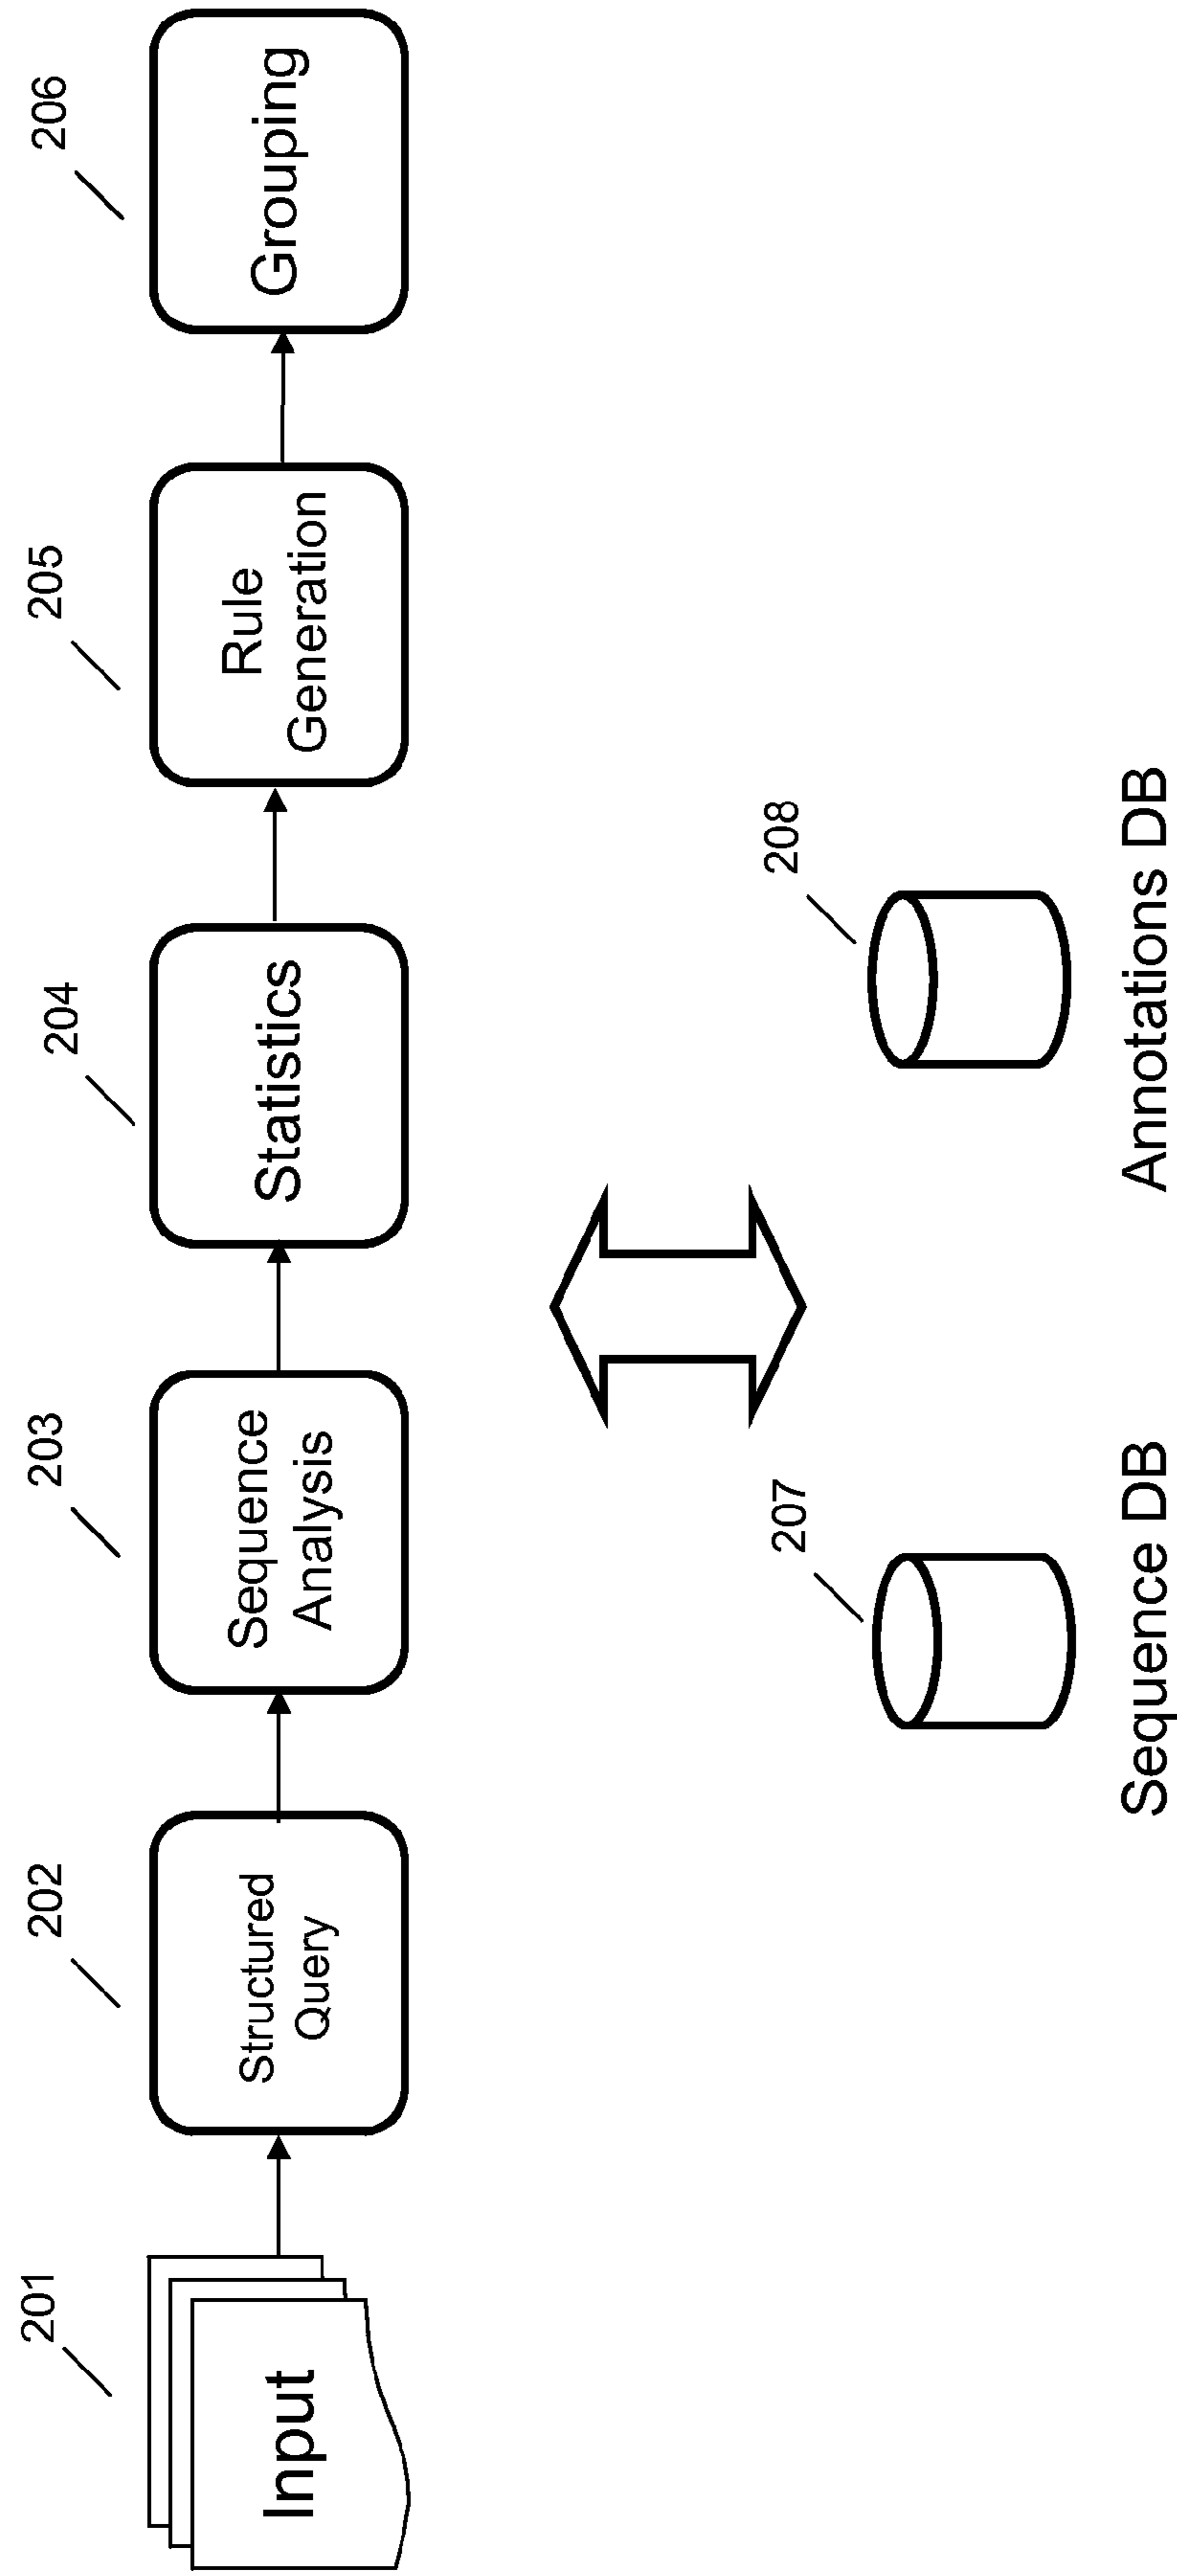 201
202
203
204
205
206
Input
Structured
Query
Sequence
Analysis
Statistics
Rule
Generation
Grouping
207
208
Sequence DB
Annotations DB